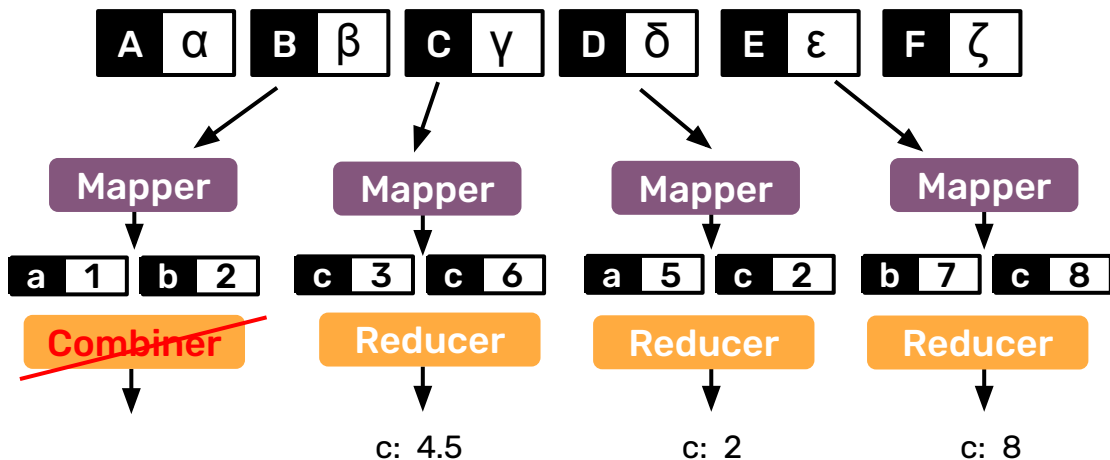 A α B β C γ D δ E ε F ζ
Mapper Mapper Mapper Mapper
a 1 b 2 c 3 c 6 a 5 c 2 b 7 c 8
Combiner Reducer Reducer Reducer
c: 4.5 c: 2 c: 8